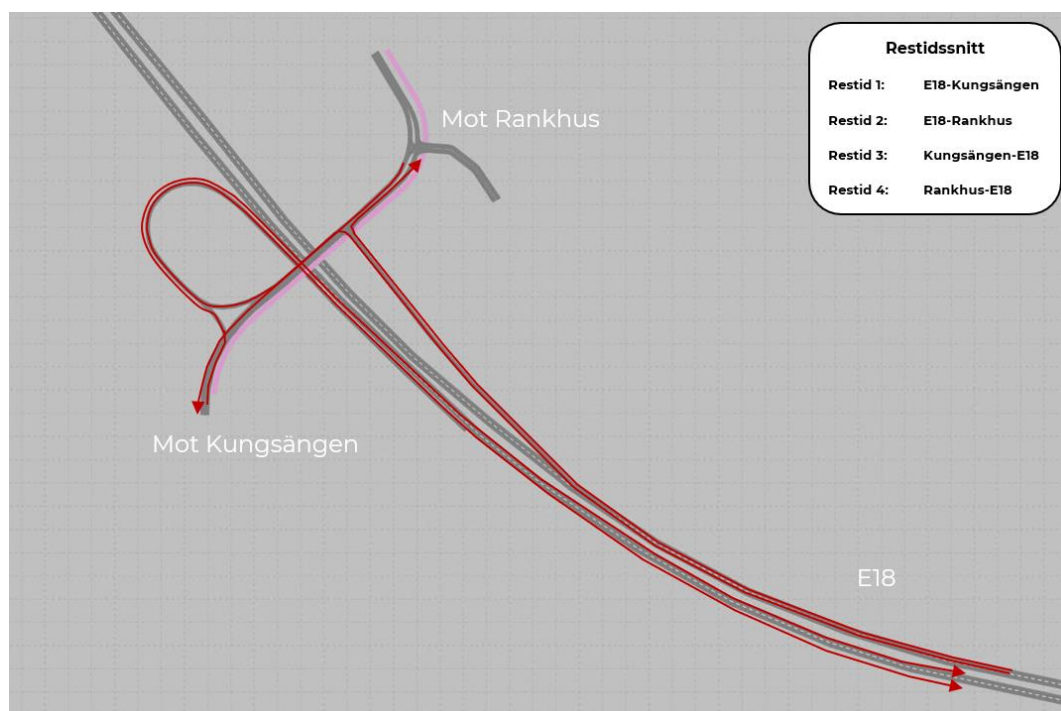 Restidssnitt
Restid 1: E18-Kungsängen
Restid 2: E18-Rankhus
Restid 3: Kungsängen-E18
Restid 4: Rankhus-E18
Mot Rankhus
Mot Kungsängen
E18